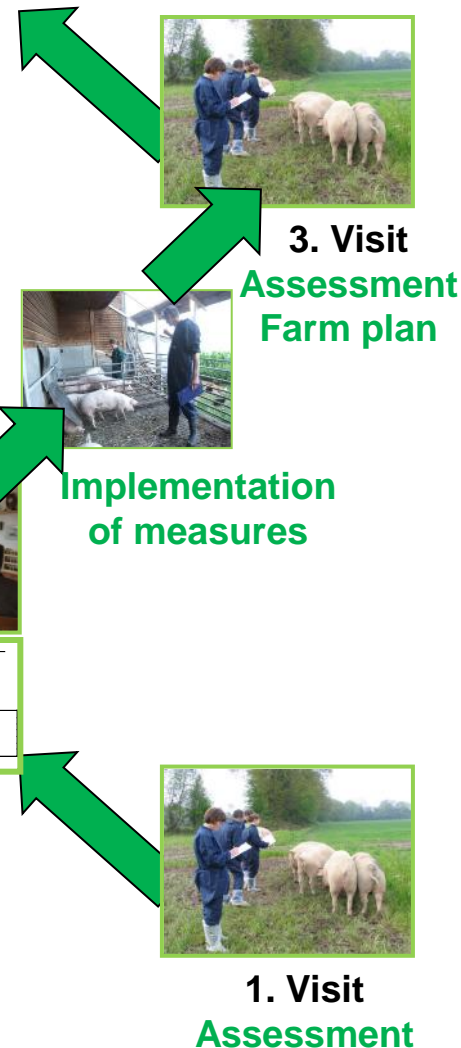 3. Visit
Assessment
Farm plan
Implementation
of measures
1. Visit
Assessment